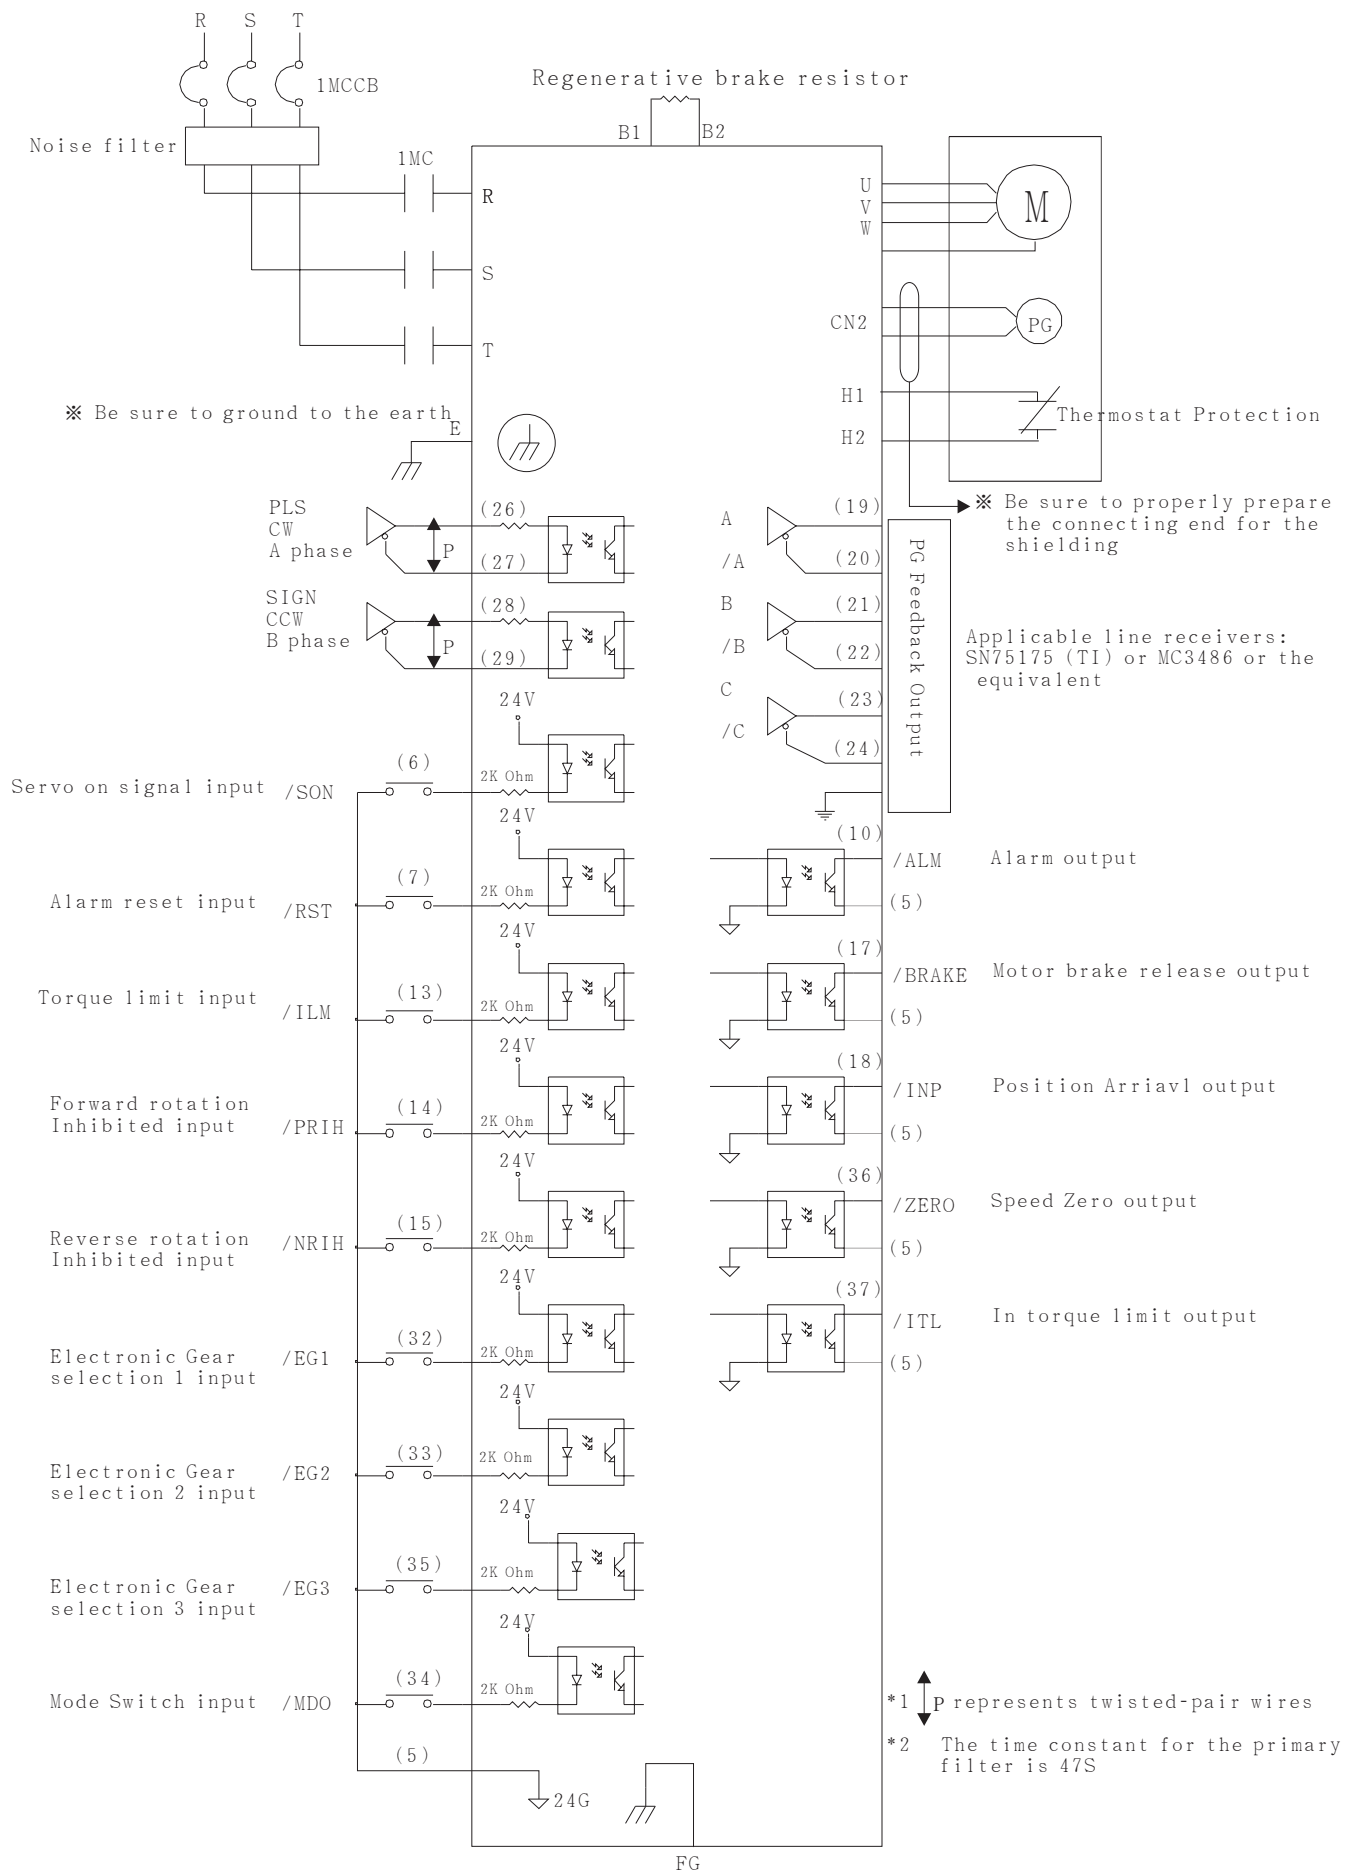 R S T
1MCCB
Noise filter
1MC
Regenerative brake resistor
B1 B2
R
S
T
U
V
W
M
CN2
PG
H1
H2
Thermostat Protection
※ Be sure to ground to the earth
E
※ Be sure to properly prepare
the connecting end for the
shielding
PLS
CW
A phase
P
(26)
(27)
SIGN
CCW
B phase
P
(28)
(29)
A
/A
(19)
(20)
B
/B
(21)
(22)
C
/C
(23)
(24)
PG Feedback Output
Applicable line receivers:
SN75175 (TI) or MC3486 or the
equivalent
24V
Servo on signal input /SON (6) 2K Ohm
24V
Alarm reset input /RST (7) 2K Ohm
24V
Torque limit input /ILM (13) 2K Ohm
24V
Forward rotation
Inhibited input /PRIH (14) 2K Ohm
24V
Reverse rotation
Inhibited input /NRIH (15) 2K Ohm
24V
Electronic Gear
selection 1 input /EG1 (32) 2K Ohm
24V
Electronic Gear
selection 2 input /EG2 (33) 2K Ohm
24V
Electronic Gear
selection 3 input /EG3 (35) 2K Ohm
24V
Mode Switch input /MDO (34) 2K Ohm
(5)
24G
(10)
/ALM Alarm output
(5)
(17)
/BRAKE Motor brake release output
(5)
(18)
/INP Position Arriavl output
(5)
(36)
/ZERO Speed Zero output
(5)
(37)
/ITL In torque limit output
(5)
*1 P represents twisted-pair wires
*2 The time constant for the primary
filter is 47S
FG